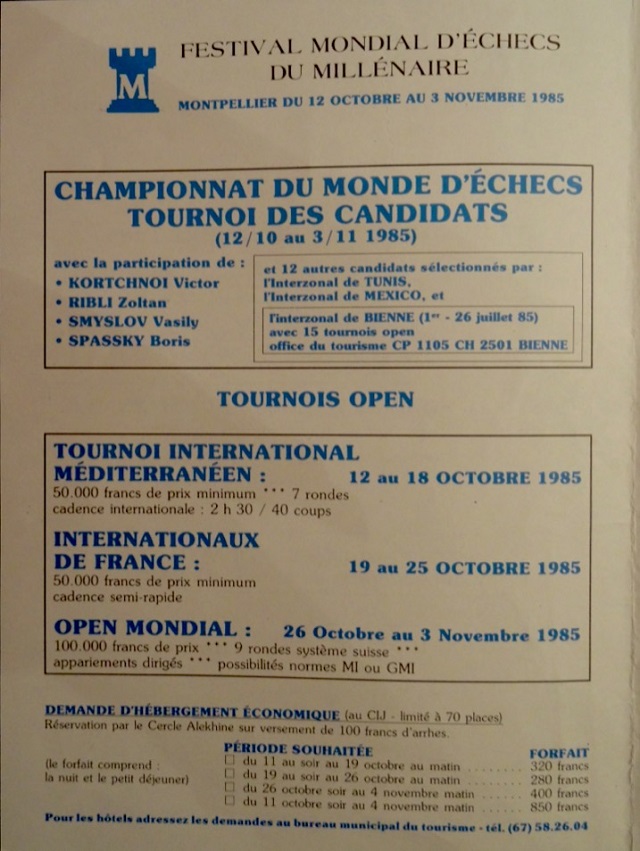 FESTIVAL MONDIAL D'ÉCHECS
DU MILLÉNAIRE
M
MONTPELLIER DU 12 OCTOBRE AU 3 NOVEMBRE 1985
CHAMPIONNAT DU MONDE D'ÉCHECS
TOURNOI DES CANDIDATS
(12/10 au 3/11 1985)
avec la participation de :
• KORTCHNOI Victor
• RIBLI Zoltan
• SMYSLOV Vasily
• SPASSKY Boris
et 12 autres candidats sélectionnés par :
l'Interzonal de TUNIS,
l'Interzonal de MEXICO, et
l'interzonal de BIENNE (1er - 26 juillet 85)
avec 15 tournois open
office du tourisme CP 1105 CH 2501 BIENNE
TOURNOIS OPEN
TOURNOI INTERNATIONAL
MÉDITERRANÉEN : 12 au 18 OCTOBRE 1985
50.000 francs de prix minimum *** 7 rondes
cadence internationale : 2 h 30 / 40 coups
INTERNATIONAUX
DE FRANCE : 19 au 25 OCTOBRE 1985
50.000 francs de prix minimum
cadence semi-rapide
OPEN MONDIAL : 26 Octobre au 3 Novembre 1985
100.000 francs de prix *** 9 rondes système suisse ***
appariements dirigés *** possibilités normes MI ou GMI
DEMANDE D'HÉBERGEMENT ÉCONOMIQUE (au CIJ - limité à 70 places)
Réservation par le Cercle Alekhine sur versement de 100 francs d'arrhes.
PÉRIODE SOUHAITÉE FORFAIT
(le forfait comprend :
la nuit et le petit déjeuner)
□ du 11 au soir au 19 octobre au matin ........ 320 francs
□ du 19 au soir au 26 octobre au matin ........ 280 francs
□ du 26 octobre soir au 4 novembre matin ....... 400 francs
□ du 11 octobre soir au 4 novembre matin ....... 850 francs
Pour les hôtels adressez les demandes au bureau municipal du tourisme - tél. (67) 58.26.04